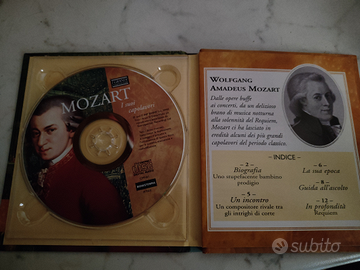 MOZART
I suoi
capolavori
WOLFGANG
AMADEUS MOZART
Dalle opere buffe
ai concerti, da un delizioso
brano di musica notturna
alla solennità del Requiem,
Mozart ci ha lasciato in
eredità alcuni dei più grandi
capolavori del periodo classico.
– INDICE –
– 2 –
Biografia
Uno stupefacente bambino
prodigio
– 5 –
Un incontro
Un compositore rivale tra
gli intrighi di corte
– 6 –
La sua epoca
– 8 –
Guida all'ascolto
– 12 –
In profondità
Requiem
subito